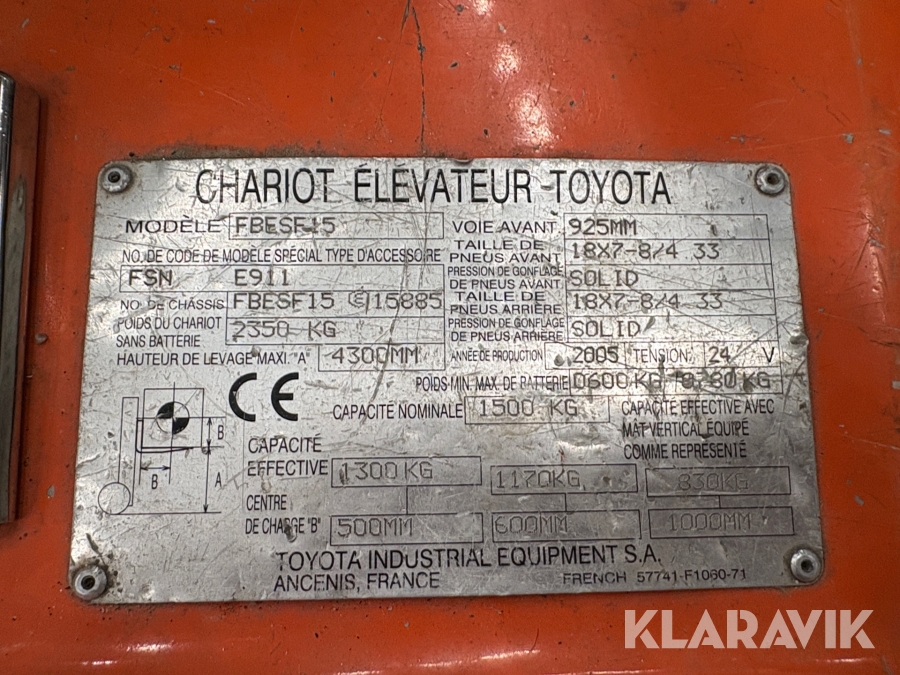 CHARIOT ÉLÉVATEUR TOYOTA
MODÈLE FBESF15 VOIE AVANT 925MM
NO. DE CODE DE MODÈLE SPÉCIAL TYPE D'ACCESSOIRE TAILLE DE PNEUS AVANT 18X7-8/4.33
FSN E911 PRESSION DE GONFLAGE DE PNEUS AVANT SOLID
NO. DE CHÂSSIS FBESF15 E 15885 TAILLE DE PNEUS ARRIÈRE 18X7-8/4.33
POIDS DU CHARIOT SANS BATTERIE 2350 KG PRESSION DE GONFLAGE DE PNEUS ARRIÈRE SOLID
HAUTEUR DE LEVAGE MAXI. "A" 4300MM ANNÉE DE PRODUCTION 2005 TENSION: 24 V
POIDS MIN. MAX. DE BATTERIE 0600KG
CE CAPACITÉ NOMINALE 1500 KG CAPACITÉ EFFECTIVE AVEC
MAT VERTICAL ÉQUIPÉ
COMME REPRÉSENTÉ
B
B A
CAPACITÉ
EFFECTIVE 1300KG 1170KG 830KG
CENTRE
DE CHARGE "B" 500MM 600MM 1000MM
TOYOTA INDUSTRIAL EQUIPMENT S.A.
ANCENIS, FRANCE FRENCH 57741-F1060-71
KLARAVIK